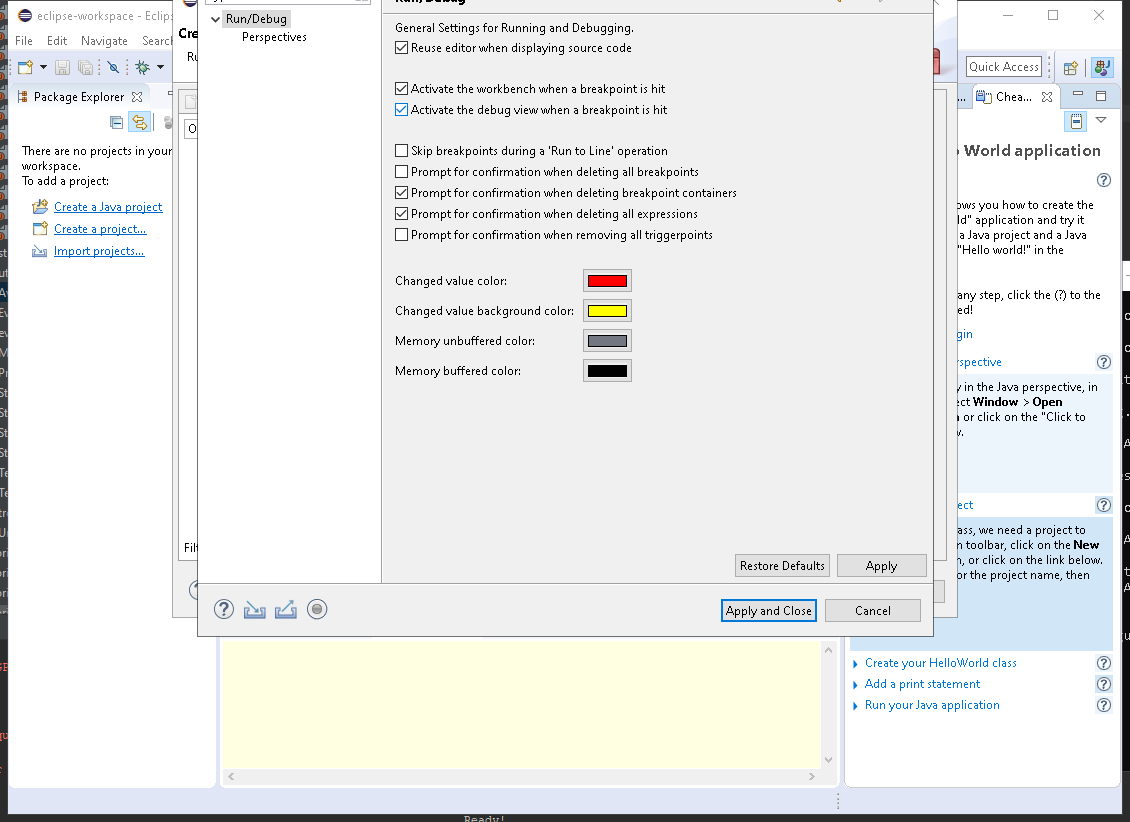 eclipse-workspace - Eclips
File Edit Navigate Searc
Quick Access
Package Explorer
There are no projects in your
workspace.
To add a project:
Create a Java project
Create a project...
Import projects...
Cre
Ru
Filt
Run/Debug
Perspectives
Run/Debug
General Settings for Running and Debugging.
Reuse editor when displaying source code
Activate the workbench when a breakpoint is hit
Activate the debug view when a breakpoint is hit
Skip breakpoints during a 'Run to Line' operation
Prompt for confirmation when deleting all breakpoints
Prompt for confirmation when deleting breakpoint containers
Prompt for confirmation when deleting all expressions
Prompt for confirmation when removing all triggerpoints
Changed value color:
Changed value background color:
Memory unbuffered color:
Memory buffered color:
Restore Defaults
Apply
Apply and Close
Cancel
... Chea...
World application
ows you how to create the
ld" application and try it
a Java project and a Java
"Hello world!" in the
any step, click the (?) to the
ed!
gin
rspective
y in the Java perspective, in
ect Window > Open
or click on the "Click to
w.
ect
ass, we need a project to
n toolbar, click on the New
n, or click on the link below.
or the project name, then
Create your HelloWorld class
Add a print statement
Run your Java application
Ready!